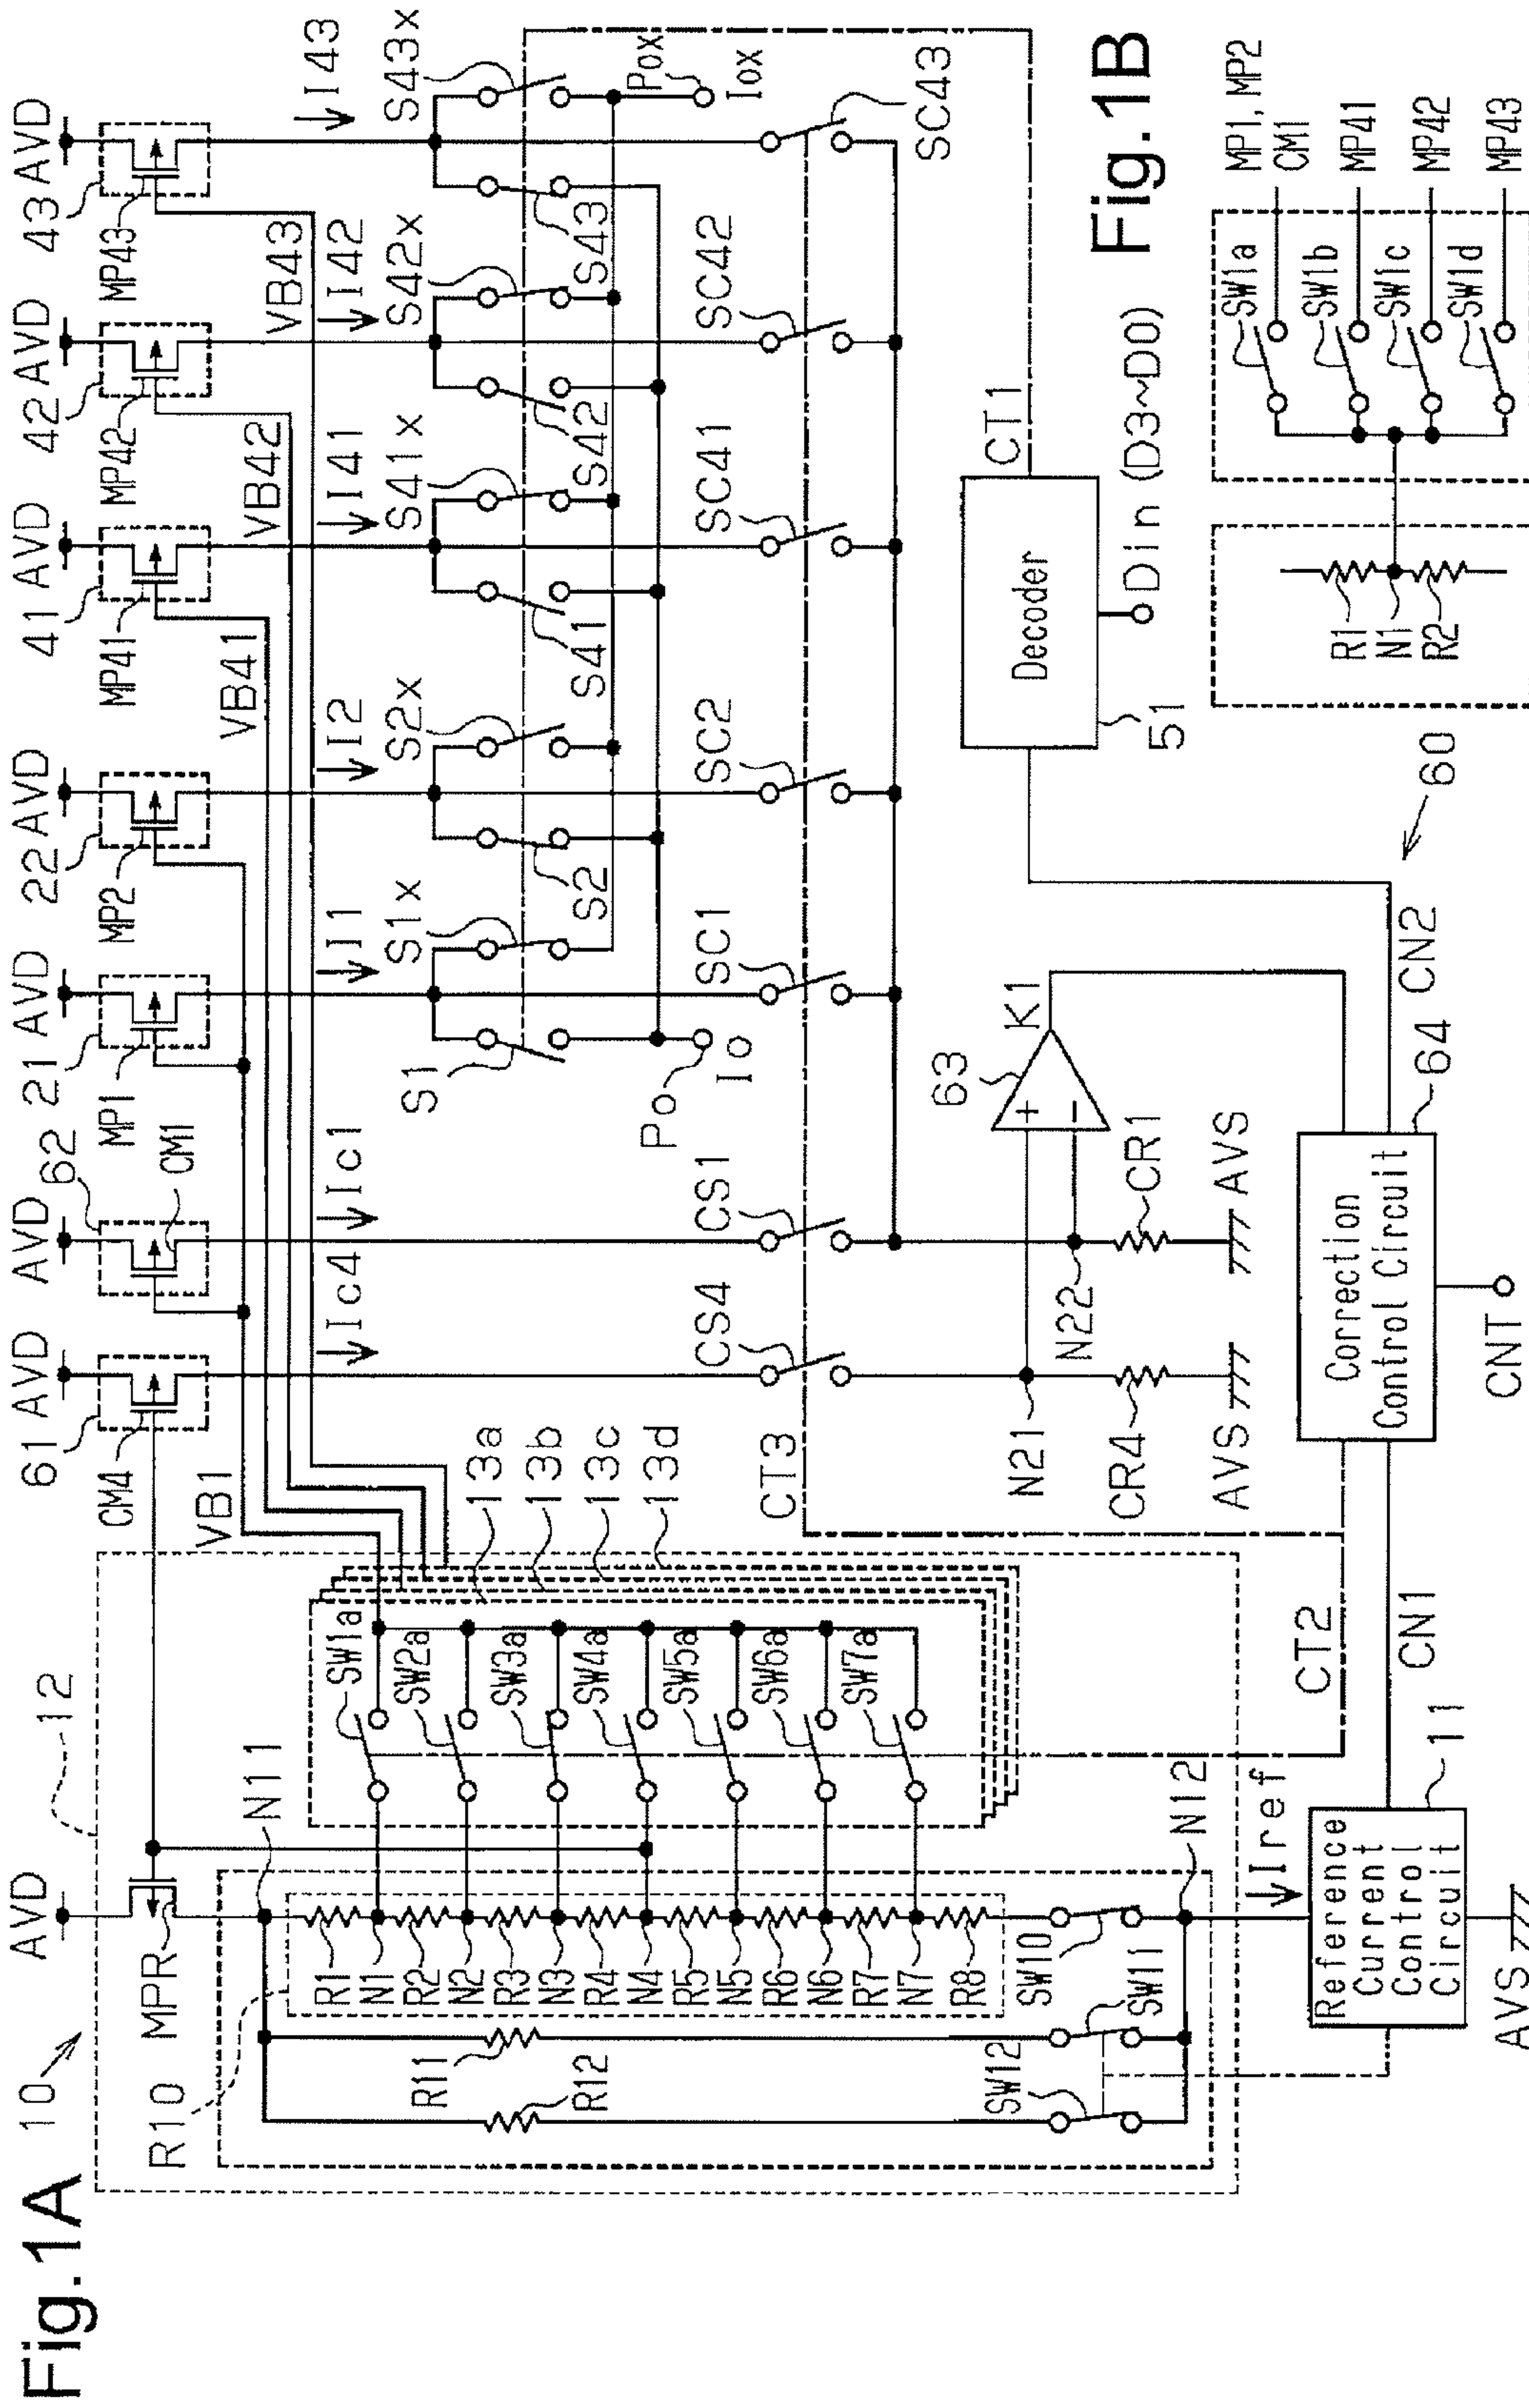 Fig.1A
10
12
AVD
MPR
N11
R10
R1
N1
R2
N2
R3
N3
R4
N4
R5
N5
R6
N6
R7
N7
R8
R11
R12
SW10
SW11
SW12
N12
Iref
Reference
Current
Control
Circuit
11
AVS
SW1a
SW2a
SW3a
SW4a
SW5a
SW6a
SW7a
13a
13b
13c
13d
VB1
VB41
VB42
VB43
CT2
CN1
CT3
61
AVD
CM4
62
AVD
CM1
21
AVD
MP1
22
AVD
MP2
41
AVD
MP41
42
AVD
MP42
43
AVD
MP43
Ic4
Ic1
I1
I2
I41
I42
I43
S1
S1x
S2
S2x
S41
S41x
S42
S42x
S43
S43x
Po
Io
Pox
Iox
CS4
CS1
SC1
SC2
SC41
SC42
SC43
N21
N22
CR4
CR1
AVS
AVS
63
+
−
K1
Correction
Control Circuit
64
CNT
CN2
Decoder
51
CT1
Din (D3~D0)
60
Fig.1B
R1
N1
R2
SW1a
SW1b
SW1c
SW1d
MP1, MP2
CM1
MP41
MP42
MP43